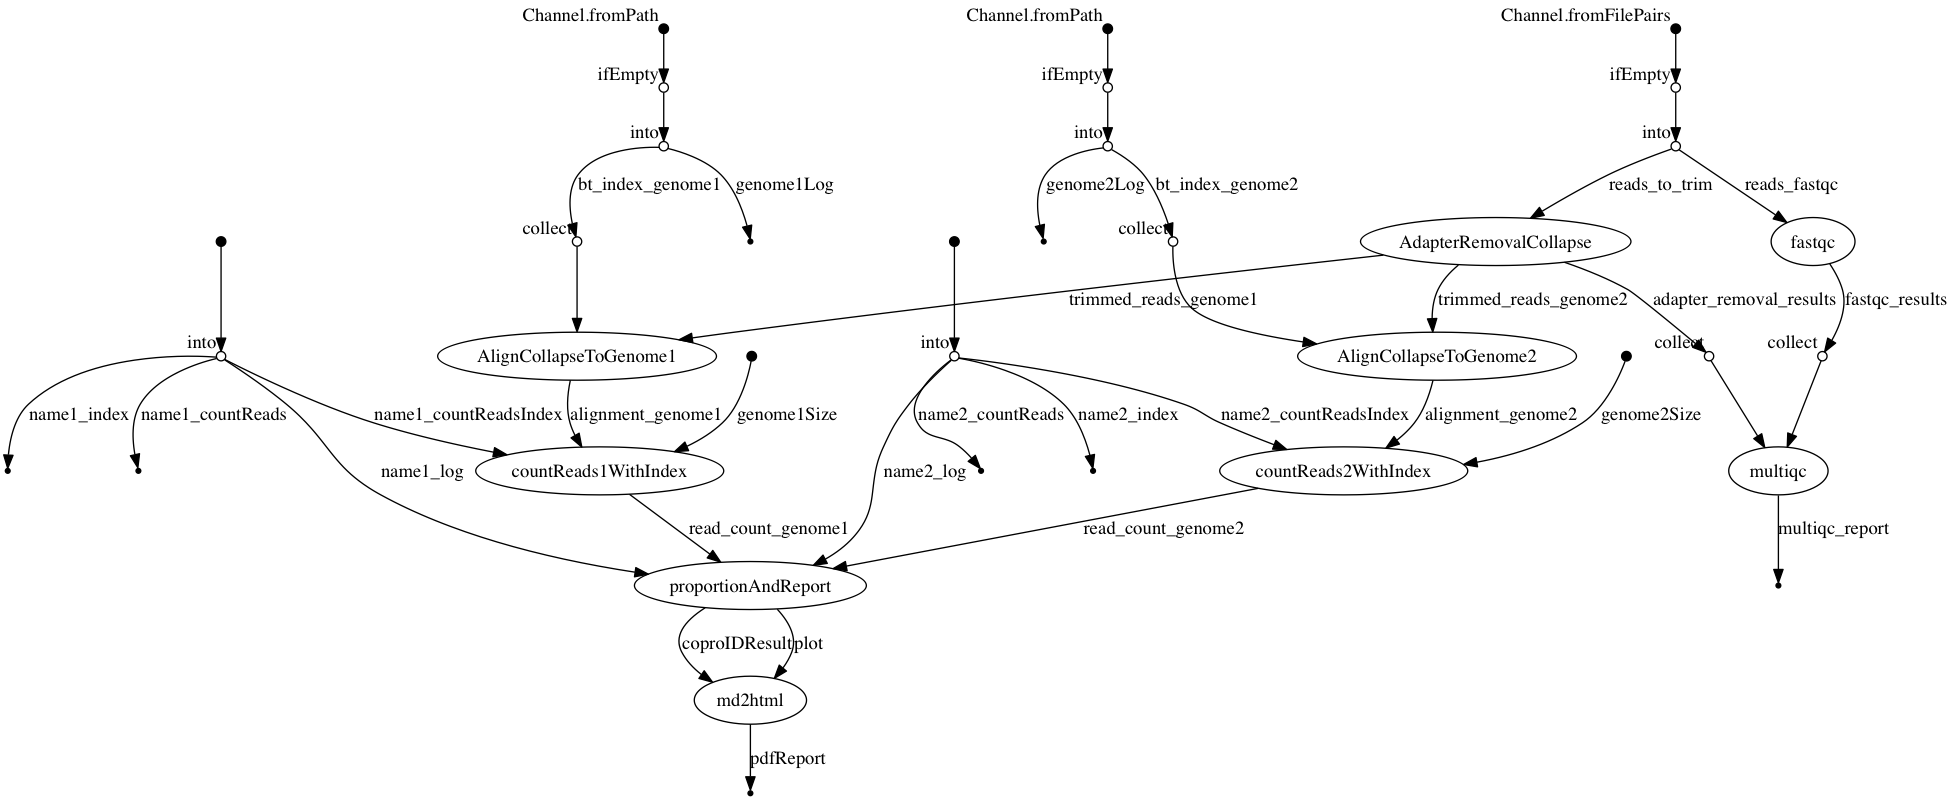 Channel.fromPath
Channel.fromPath
Channel.fromFilePairs
ifEmpty
ifEmpty
ifEmpty
into
into
into
bt_index_genome1
genome1Log
genome2Log
bt_index_genome2
reads_to_trim
reads_fastqc
collect
collect
AdapterRemovalCollapse
fastqc
trimmed_reads_genome1
trimmed_reads_genome2
adapter_removal_results
fastqc_results
into
AlignCollapseToGenome1
into
AlignCollapseToGenome2
collect
collect
name1_index
name1_countReads
name1_countReadsIndex
alignment_genome1
genome1Size
name2_countReads
name2_index
name2_countReadsIndex
alignment_genome2
genome2Size
name1_log
countReads1WithIndex
name2_log
countReads2WithIndex
multiqc
read_count_genome1
read_count_genome2
multiqc_report
proportionAndReport
coproIDResult
plot
md2html
pdfReport